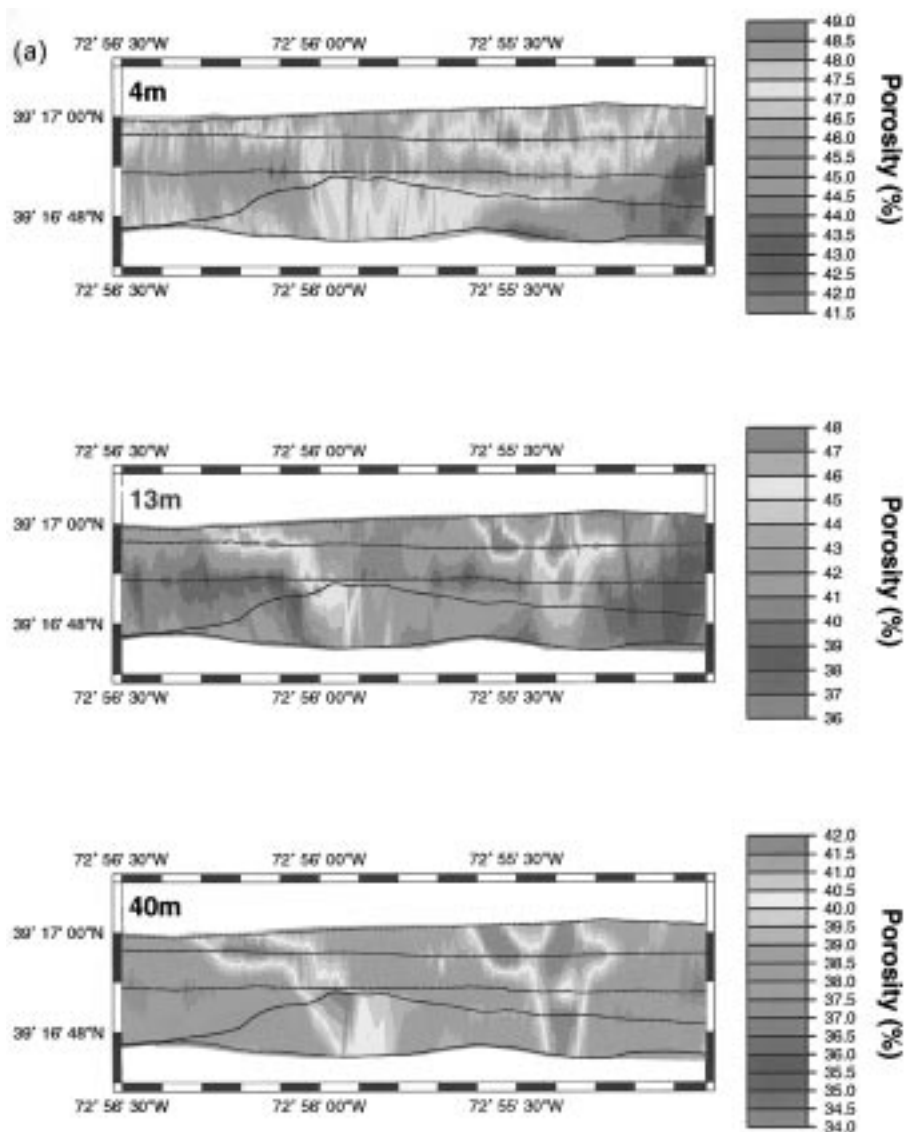 (a)
72° 56' 30"W 72° 56' 00"W 72° 55' 30"W
4m
39° 17' 00"N
39° 16' 48"N
72° 56' 30"W 72° 56' 00"W 72° 55' 30"W
49.0
48.5
48.0
47.5
47.0
46.5
46.0
45.5
45.0
44.5
44.0
43.5
43.0
42.5
42.0
41.5
Porosity (%)
72° 56' 30"W 72° 56' 00"W 72° 55' 30"W
13m
39° 17' 00"N
39° 16' 48"N
72° 56' 30"W 72° 56' 00"W 72° 55' 30"W
48
47
46
45
44
43
42
41
40
39
38
37
36
Porosity (%)
72° 56' 30"W 72° 56' 00"W 72° 55' 30"W
40m
39° 17' 00"N
39° 16' 48"N
72° 56' 30"W 72° 56' 00"W 72° 55' 30"W
42.0
41.5
41.0
40.5
40.0
39.5
39.0
38.5
38.0
37.5
37.0
36.5
36.0
35.5
35.0
34.5
34.0
Porosity (%)